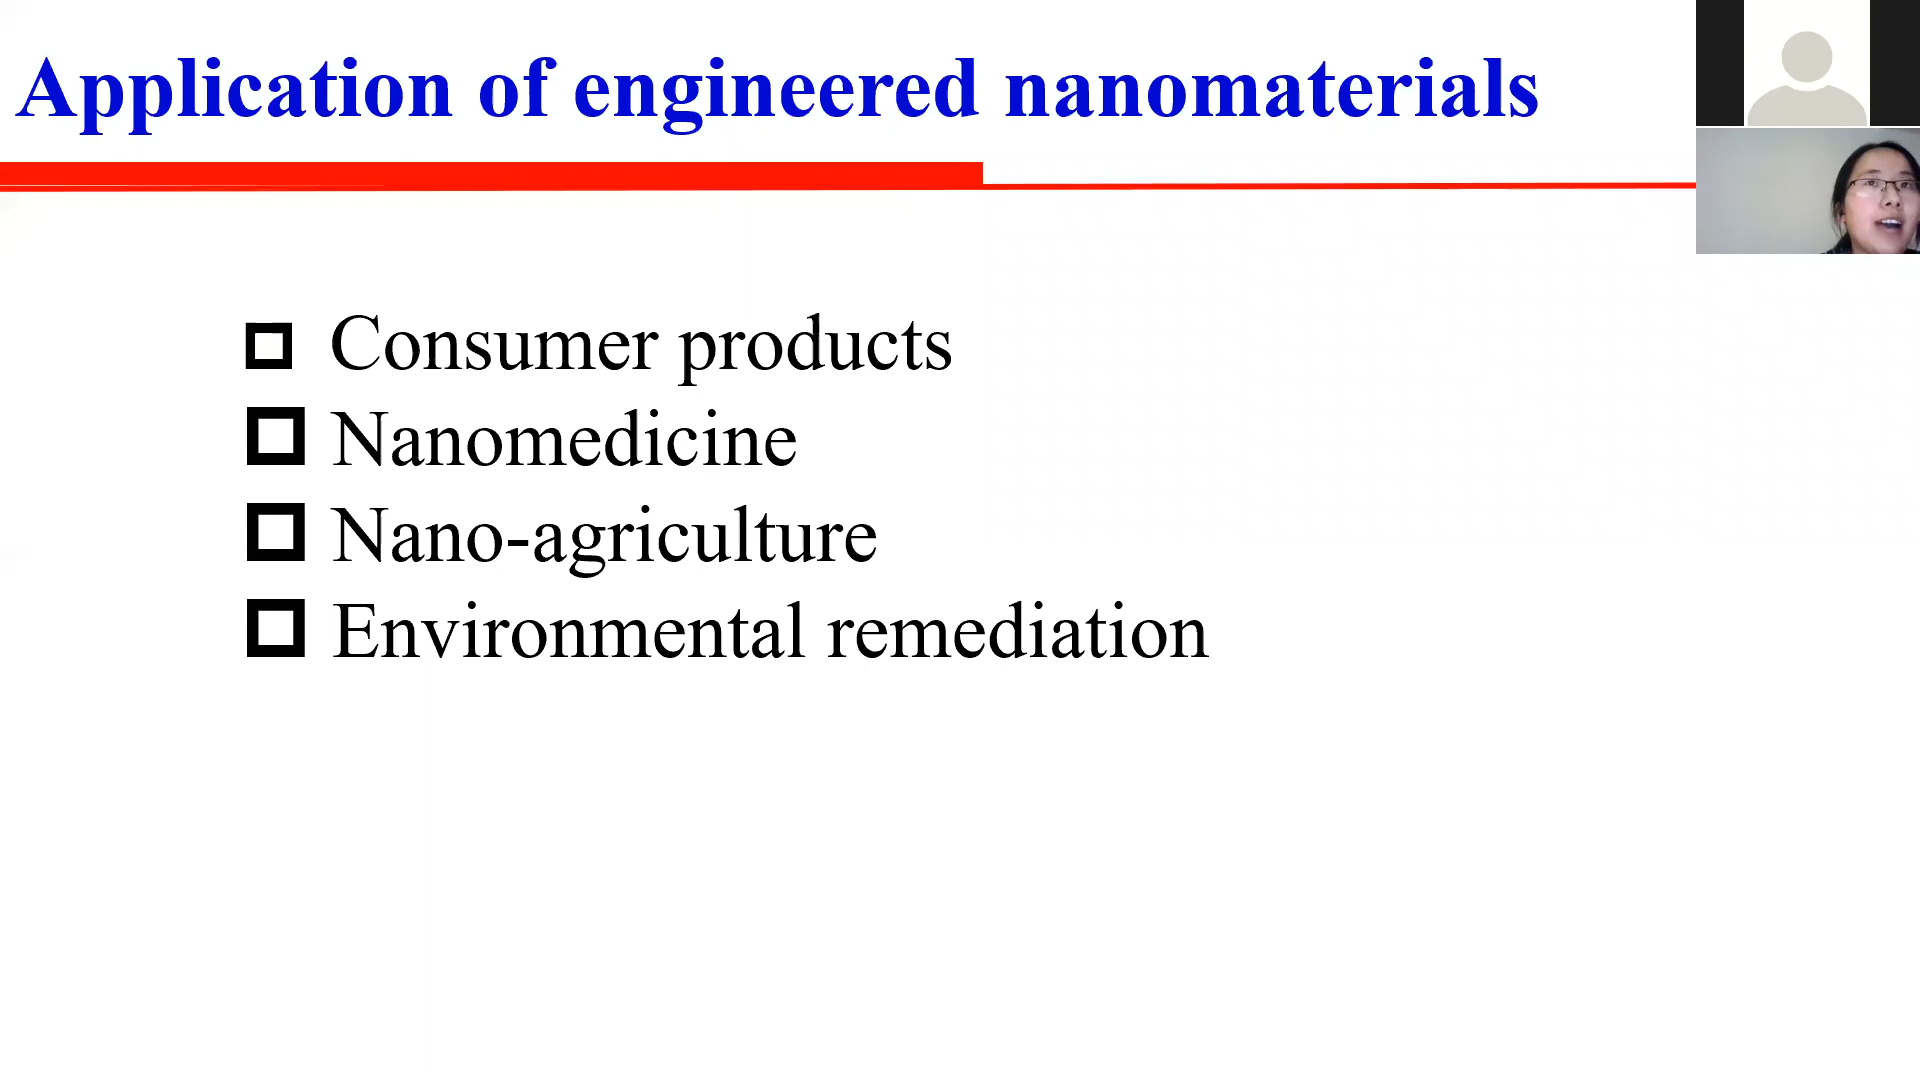 Application of engineered nanomaterials
Consumer products
Nanomedicine
Nano-agriculture
Environmental remediation